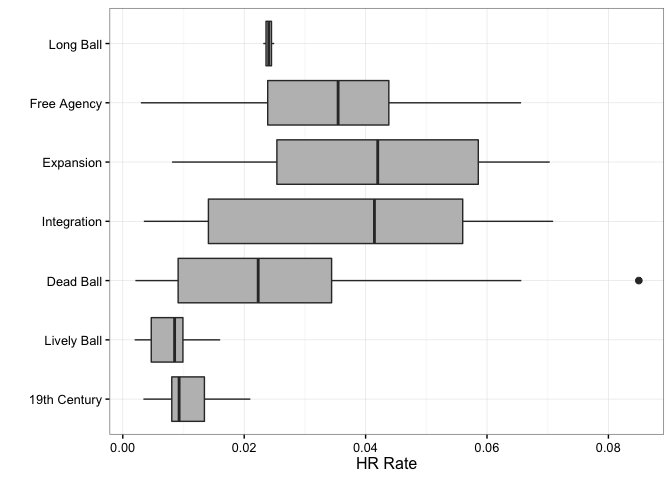 Long Ball
Free Agency
Expansion
Integration
Dead Ball
Lively Ball
19th Century
0.00 0.02 0.04 0.06 0.08
HR Rate